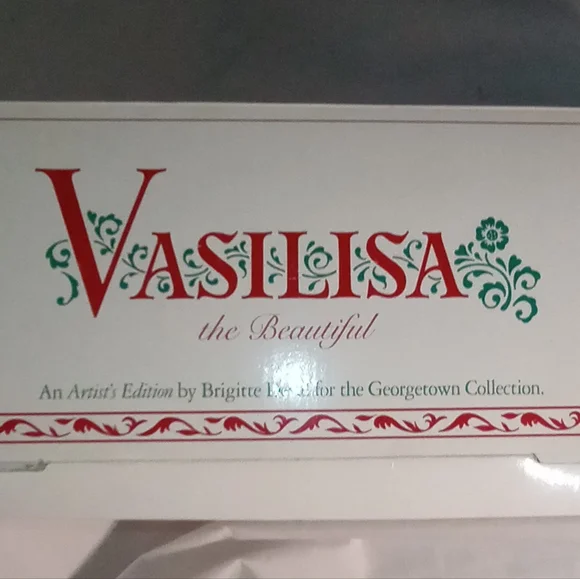 VASILISA
the Beautiful
An Artist's Edition by Brigitte for the Georgetown Collection.